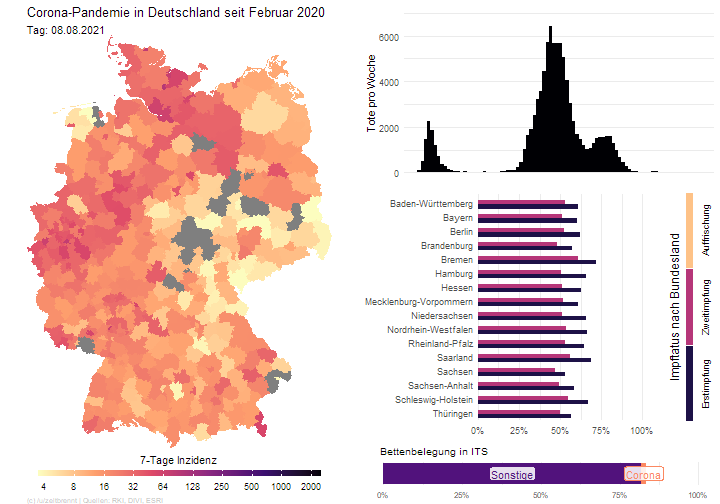 Corona-Pandemie in Deutschland seit Februar 2020
Tag: 08.08.2021
7-Tage Inzidenz
4 8 16 32 64 100 250 500 1000 2000
(c) /u/zeitbremt | Quellen: RKI, DIVI, ESRI
Tote pro Woche
6000
4000
2000
0
Baden-Württemberg
Bayern
Berlin
Brandenburg
Bremen
Hamburg
Hessen
Mecklenburg-Vorpommern
Niedersachsen
Nordrhein-Westfalen
Rheinland-Pfalz
Saarland
Sachsen
Sachsen-Anhalt
Schleswig-Holstein
Thüringen
0% 25% 50% 75% 100%
Impfstatus nach Bundesland
Auffrischung
Zweitimpfung
Erstimpfung
Bettenbelegung in ITS
Sonstige
Corona
0% 25% 50% 75% 100%